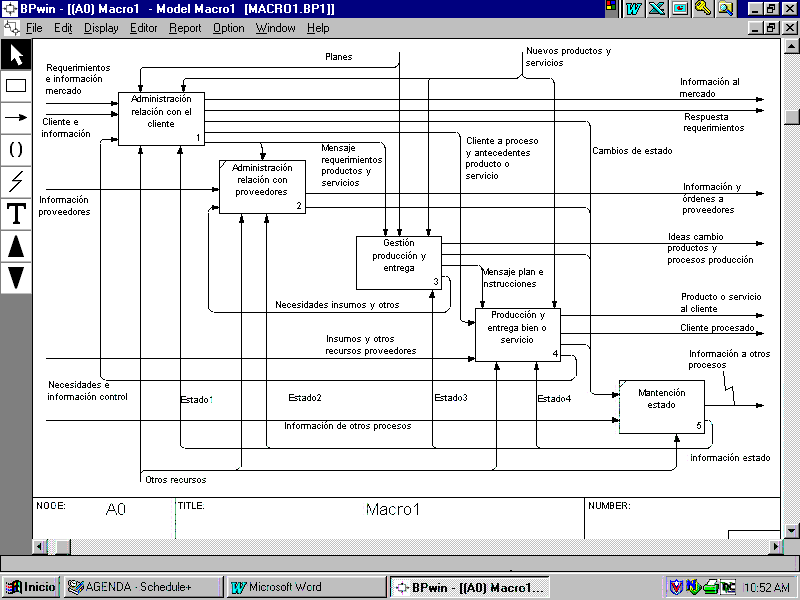 BPwin - [(A0) Macro1 - Model Macro1 [MACRO1.BP1]]
File Edit Display Editor Report Option Window Help
Planes
Nuevos productos y
servicios
Requerimientos
e información
mercado
Información al
mercado
Administración
relación con el
cliente
1
Respuesta
requerimientos
Cliente e
información
Mensaje
requerimientos
productos y
servicios
Cliente a proceso
y antecedentes
producto o
servicio
Cambios de estado
Administración
relación con
proveedores
2
Información
proveedores
Información y
órdenes a
proveedores
Gestión
producción y
entrega
3
Ideas cambio
productos y
procesos producción
Mensaje plan e
instrucciones
Necesidades insumos y otros
Producto o servicio
al cliente
Producción y
entrega bien o
servicio
4
Cliente procesado
Insumos y otros
recursos proveedores
Información a otros
procesos
Necesidades e
información control
Mantención
estado
5
Estado1
Estado2
Estado3
Estado4
Información de otros procesos
Información estado
Otros recursos
NODE: A0
TITLE: Macro1
NUMBER:
Inicio
AGENDA - Schedule+
Microsoft Word
BPwin - [(A0) Macro1...
10:52 AM